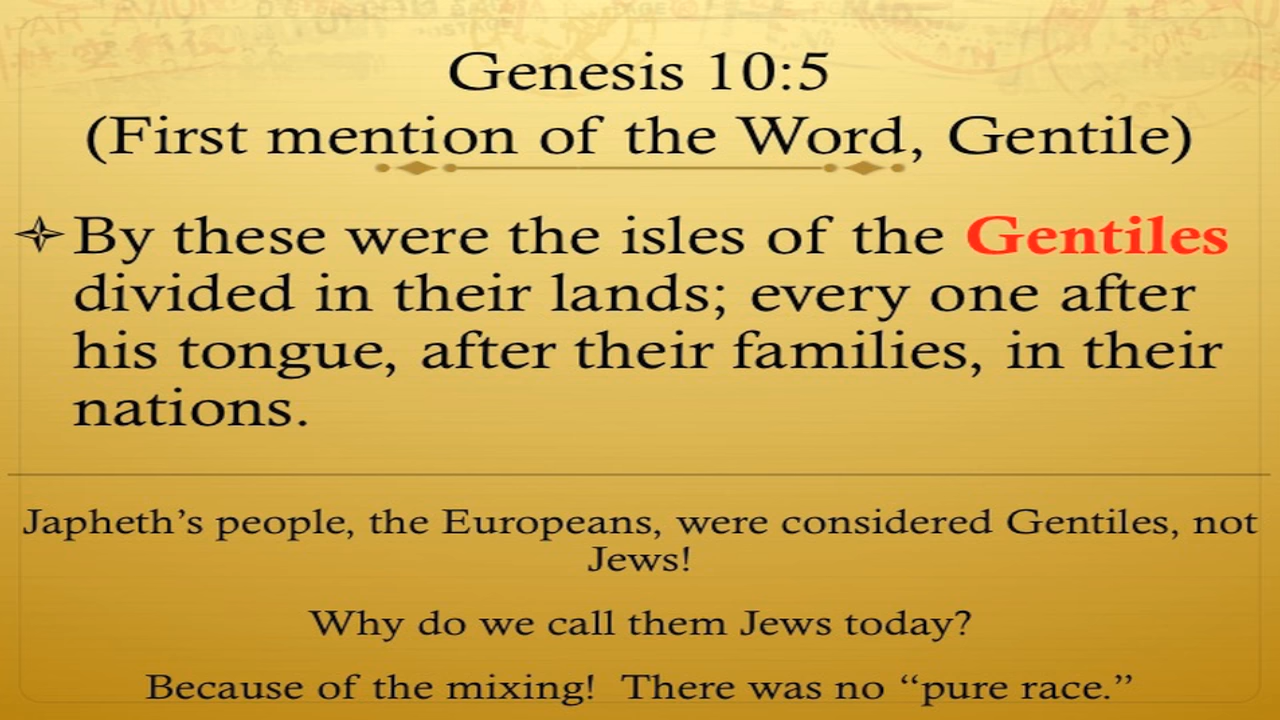 Genesis 10:5
(First mention of the Word, Gentile)
By these were the isles of the Gentiles
divided in their lands; every one after
his tongue, after their families, in their
nations.
Japheth’s people, the Europeans, were considered Gentiles, not
Jews!
Why do we call them Jews today?
Because of the mixing!  There was no “pure race.”